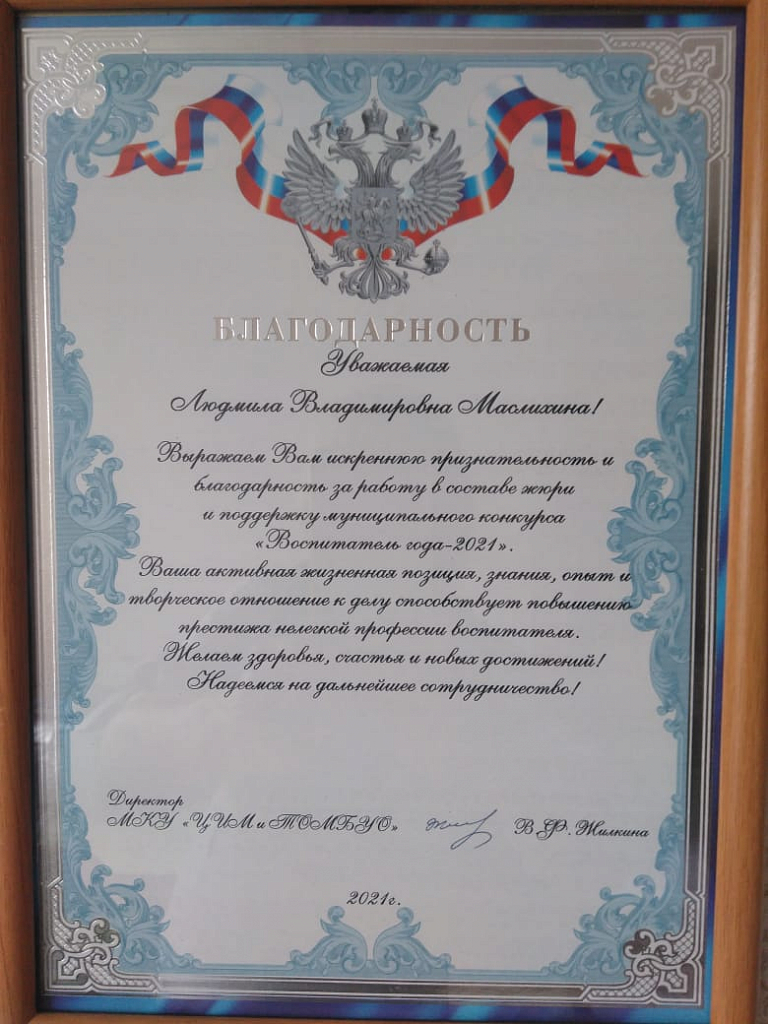 БЛАГОДАРНОСТЬ
Уважаемая
Людмила Владимировна Маслихина!
Выражаем Вам искреннюю признательность и
благодарность за работу в составе жюри
и поддержку муниципального конкурса
«Воспитатель года-2021».
Ваша активная жизненная позиция, знания, опыт и
творческое отношение к делу способствует повышению
престижа нелегкой профессии воспитателя.
Желаем здоровья, счастья и новых достижений!
Надеемся на дальнейшее сотрудничество!
Директор
МКУ «ЦИМиТОМБУО» В.Ф. Жилкина
2021г.